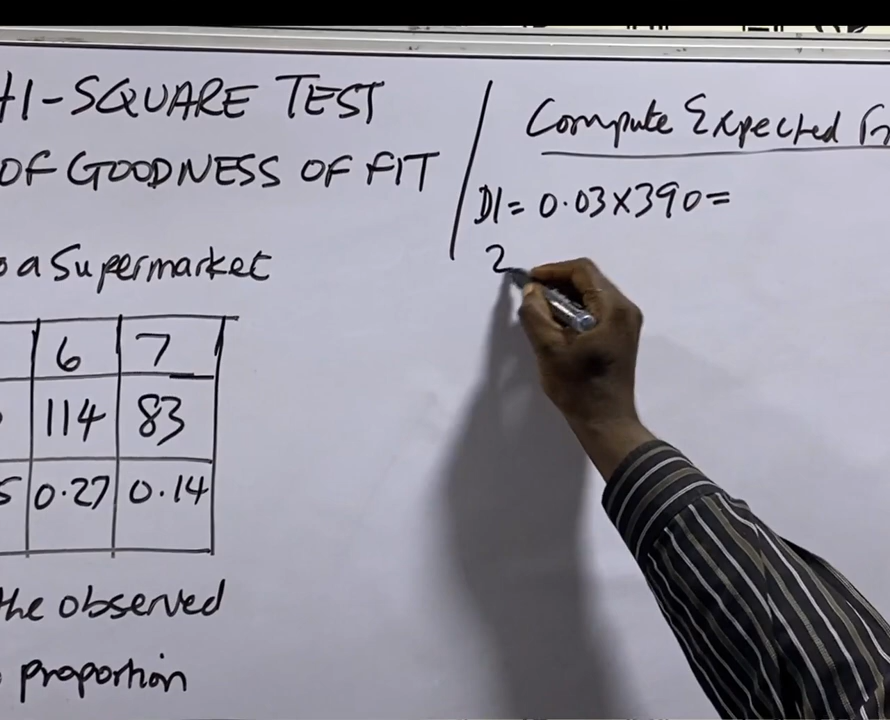 HI-SQUARE TEST
OF GOODNESS OF FIT
o a Supermarket
6 7
114 83
5 0.27 0.14
the observed
proportion
Compute Expected Fr
D1 = 0.03×390=
2